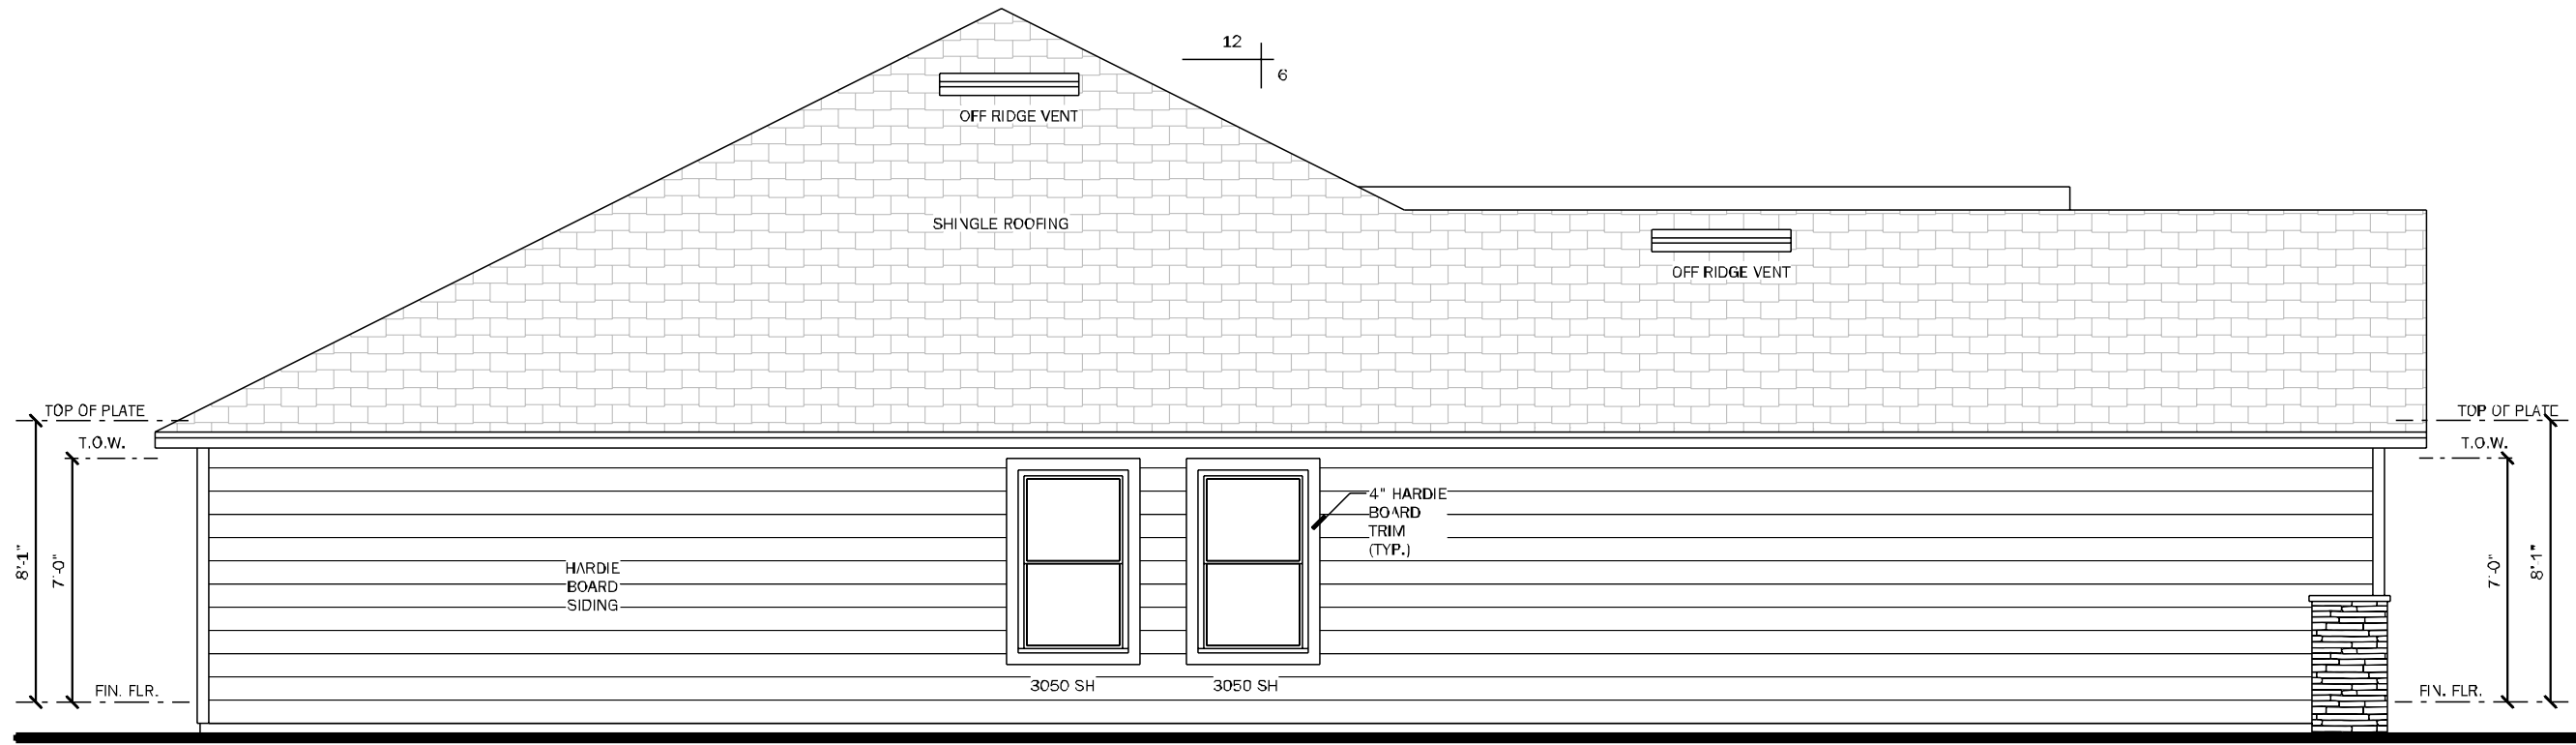 12
6
OFF RIDGE VENT
SHINGLE ROOFING
OFF RIDGE VENT
TOP OF PLATE
TOP OF PLATE
T.O.W.
T.O.W.
4" HARDIE
BOARD
TRIM
(TYP.)
8'-1"
7'-0"
HARDIE
BOARD
SIDING
7'-0"
8'-1"
3050 SH
3050 SH
FIN. FLR.
FIN. FLR.